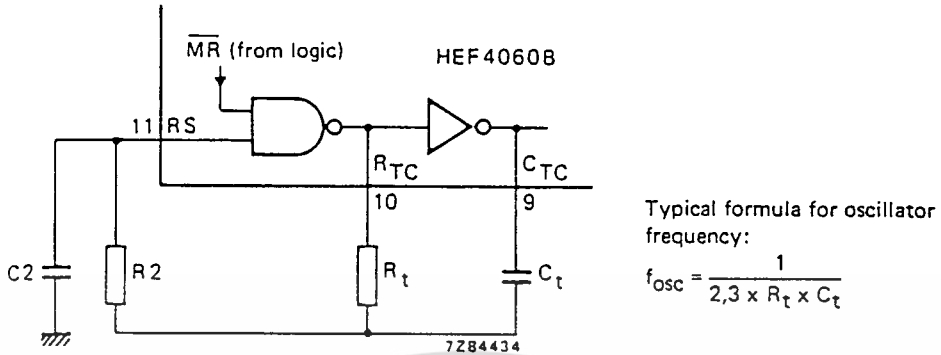 MR (from logic)
HEF4060B
11 RS
RTC
CTC
10
9
C2
R2
Rt
Ct
7Z84434
Typical formula for oscillator
frequency:
fosc = 1 / 2,3 x Rt x Ct